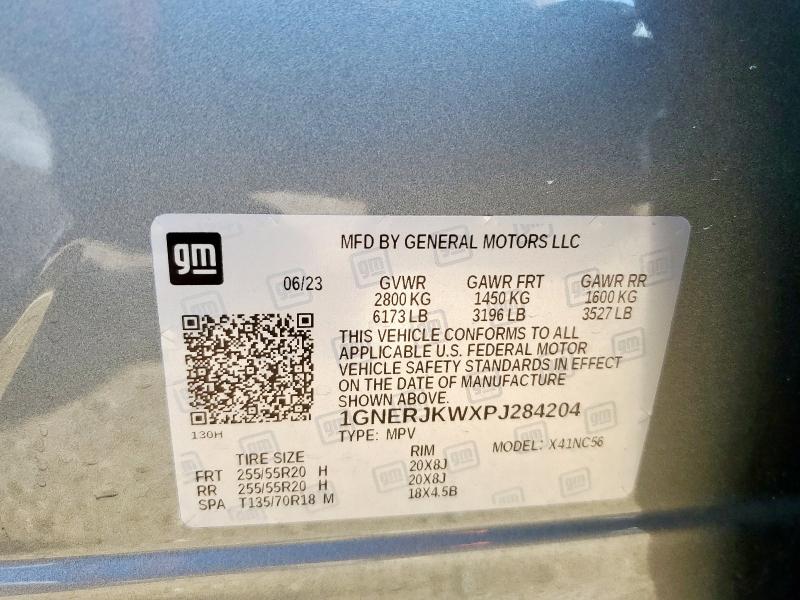 gm
MFD BY GENERAL MOTORS LLC
06/23
GVWR GAWR FRT GAWR RR
2800 KG 1450 KG 1600 KG
6173 LB 3196 LB 3527 LB
THIS VEHICLE CONFORMS TO ALL
APPLICABLE U.S. FEDERAL MOTOR
VEHICLE SAFETY STANDARDS IN EFFECT
ON THE DATE OF MANUFACTURE
SHOWN ABOVE.
1GNERJKWXPJ284204
130H
TYPE: MPV MODEL: X41NC56
TIRE SIZE RIM
FRT 255/55R20 H 20X8J
RR 255/55R20 H 20X8J
SPA T135/70R18 M 18X4.5B